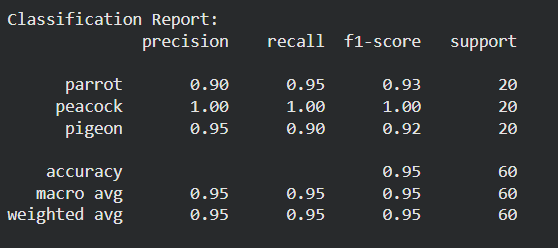 Classification Report:
precision recall f1-score support
parrot 0.90 0.95 0.93 20
peacock 1.00 1.00 1.00 20
pigeon 0.95 0.90 0.92 20
accuracy 0.95 60
macro avg 0.95 0.95 0.95 60
weighted avg 0.95 0.95 0.95 60